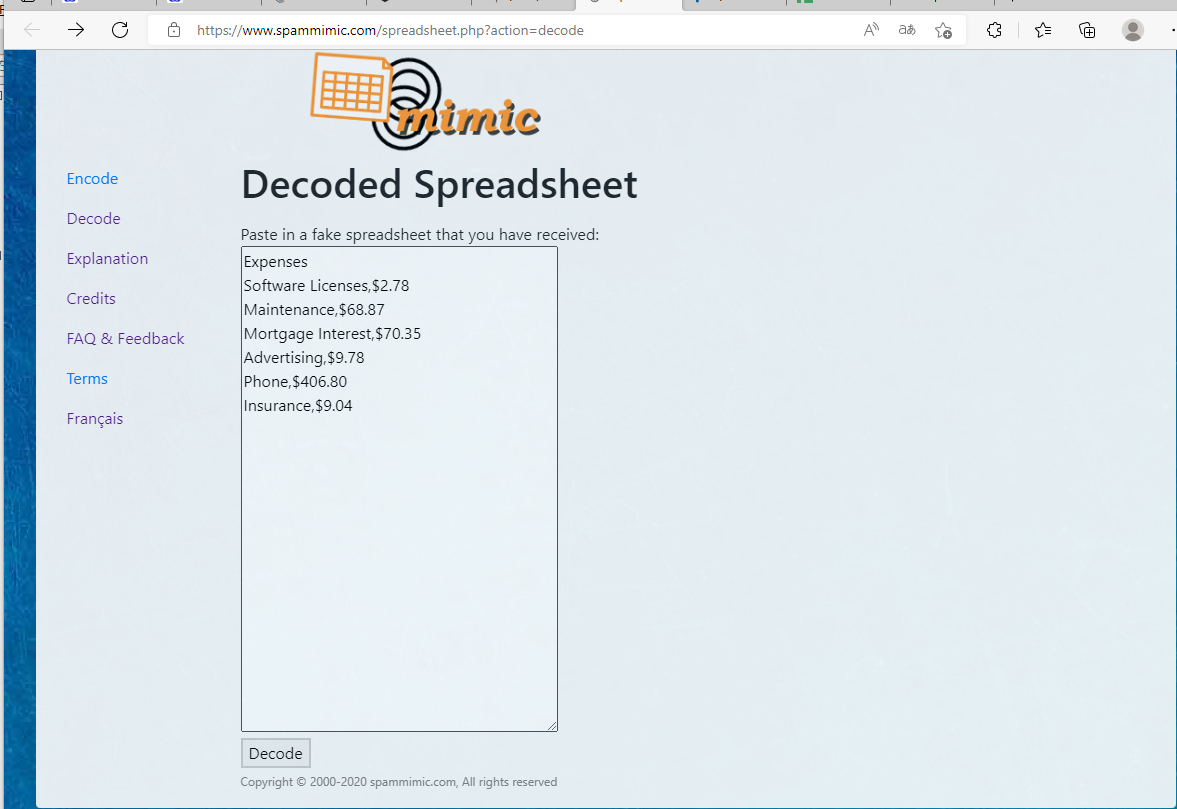 https://www.spammimic.com/spreadsheet.php?action=decode
mimic
Encode
Decode
Explanation
Credits
FAQ & Feedback
Terms
Français
Decoded Spreadsheet
Paste in a fake spreadsheet that you have received:
Expenses
Software Licenses,$2.78
Maintenance,$68.87
Mortgage Interest,$70.35
Advertising,$9.78
Phone,$406.80
Insurance,$9.04
Decode
Copyright © 2000-2020 spammimic.com, All rights reserved